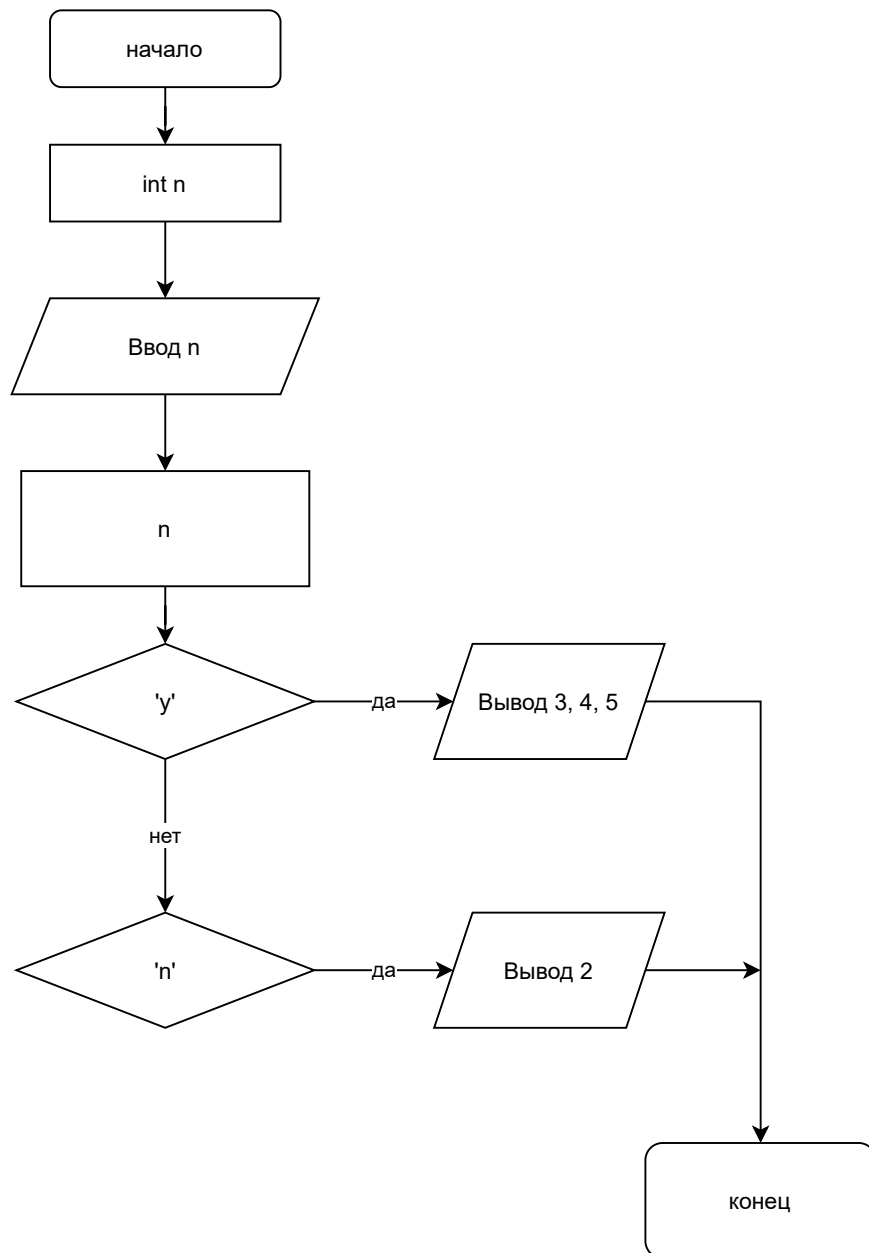 начало
int n
Ввод n
n
'y'
да
Вывод 3, 4, 5
нет
'n'
да
Вывод 2
конец